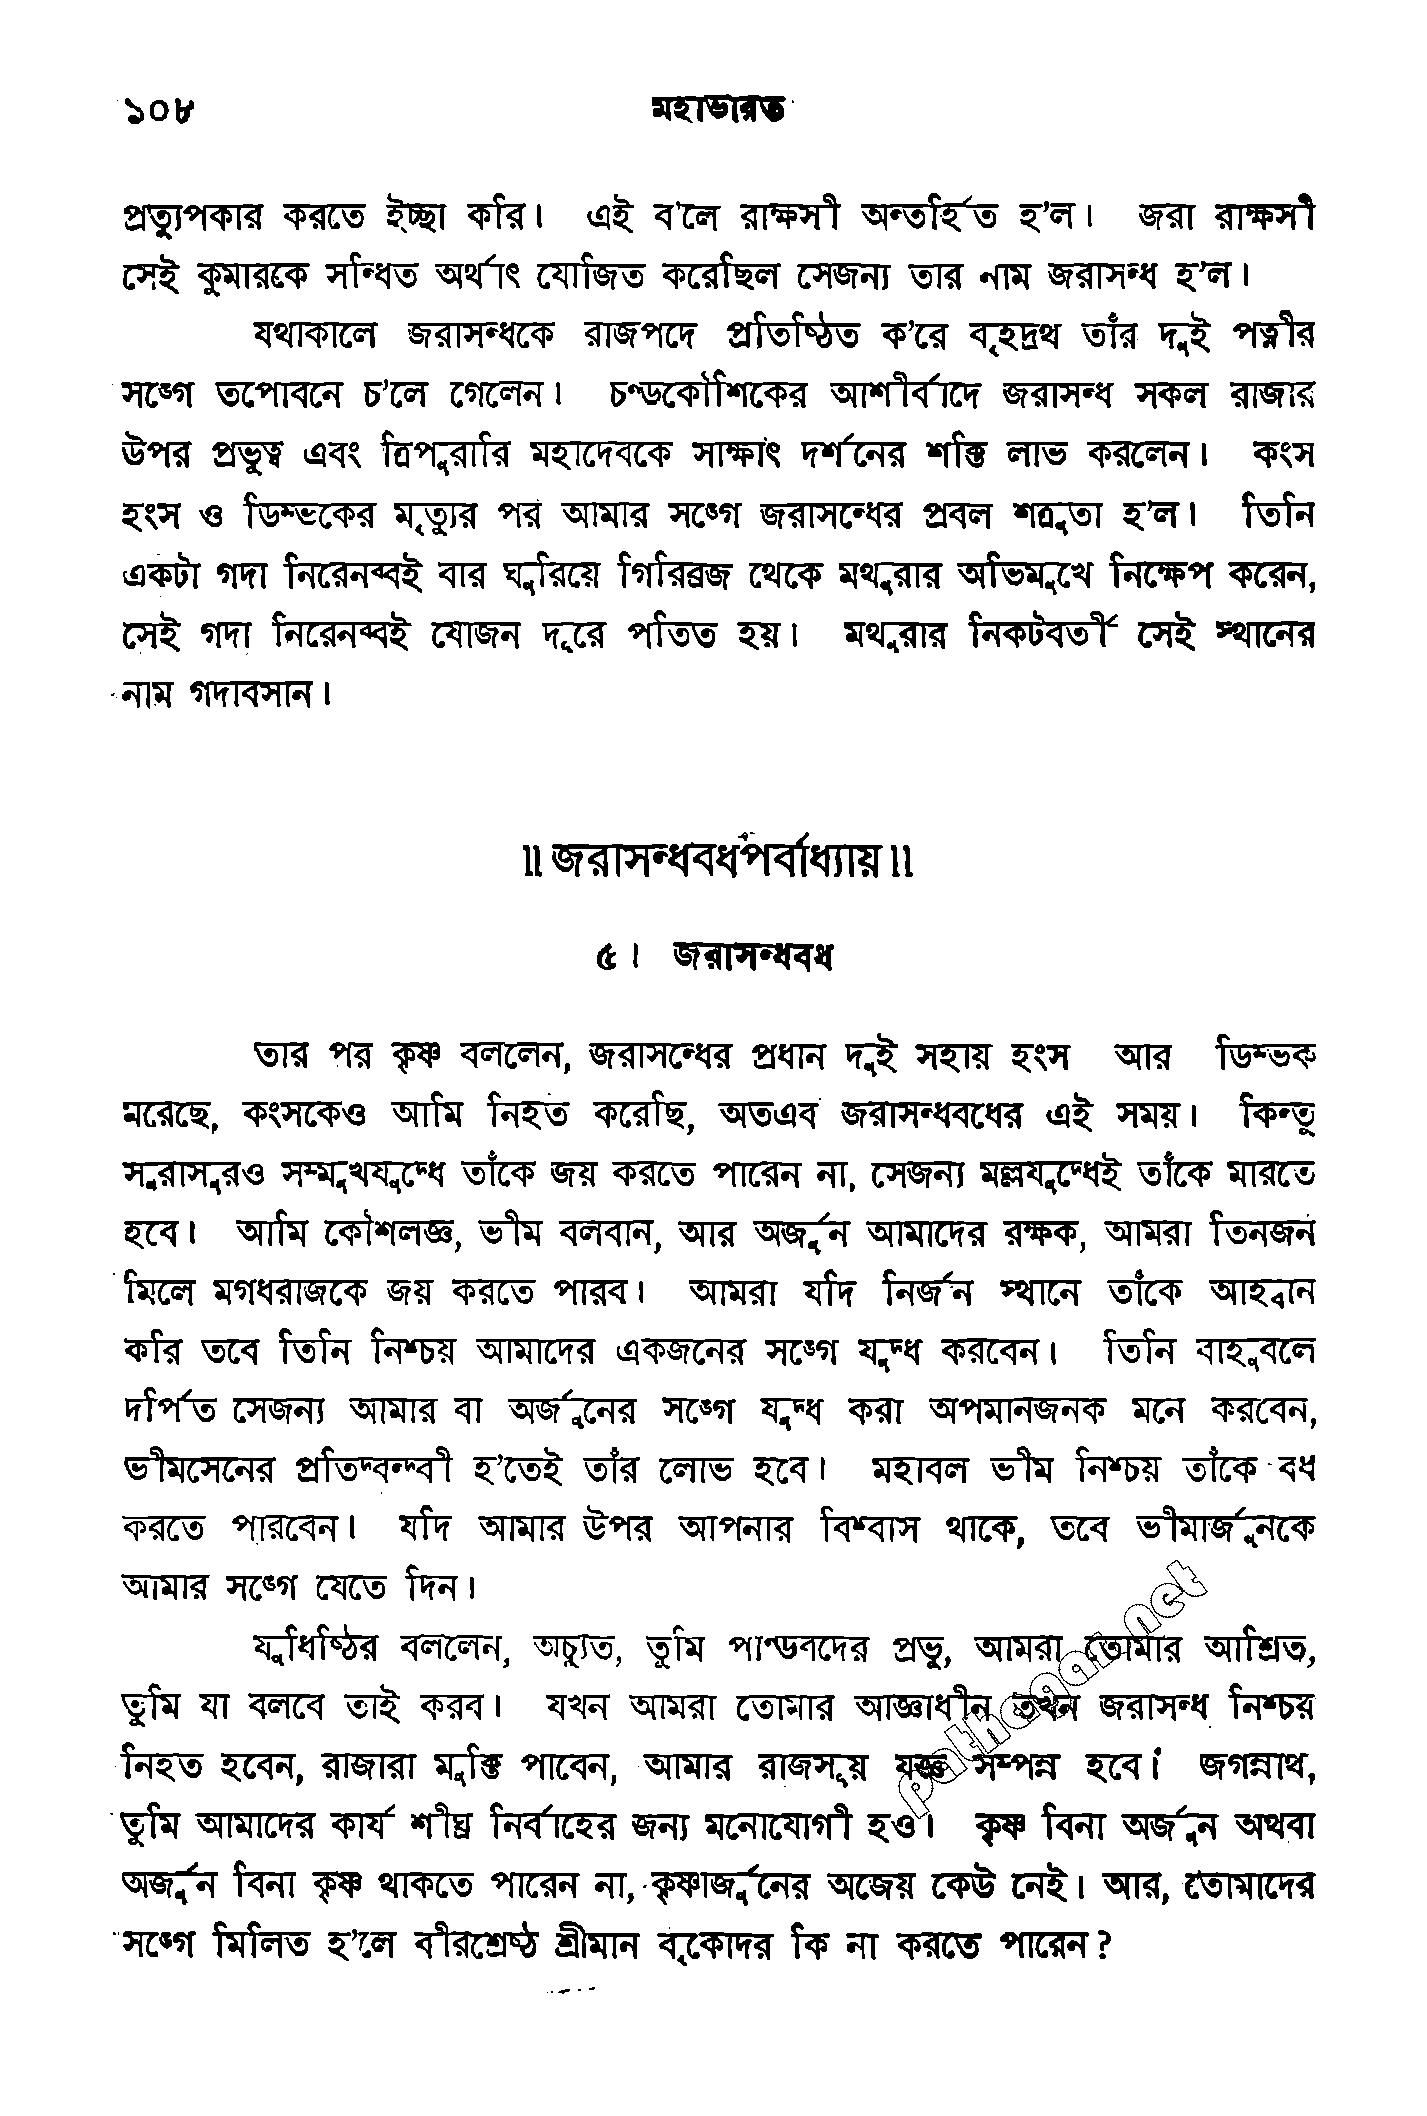 ১০৮ মহাভারত
প্রত্যুপকার করতে ইচ্ছা করি। এই ব'লে রাক্ষসী অন্তর্হিত হ'ল। জরা রাক্ষসী
সেই কুমারকে সন্ধিত অর্থাৎ যোজিত করেছিল সেজন্য তার নাম জরাসন্ধ হ'ল।
যথাকালে জরাসন্ধকে রাজপদে প্রতিষ্ঠিত ক'রে বৃহদ্রথ তাঁর দুই পত্নীর
সঙ্গে তপোবনে চ'লে গেলেন। চণ্ডকৌশিকের আশীর্বাদে জরাসন্ধ সকল রাজার
উপর প্রভুত্ব এবং ত্রিপুরারি মহাদেবকে সাক্ষাৎ দর্শনের শক্তি লাভ করলেন। কংস
হংস ও ডিম্ভকের মৃত্যুর পর আমার সঙ্গে জরাসন্ধের প্রবল শত্রুতা হ'ল। তিনি
একটা গদা নিরেনব্বই বার ঘুরিয়ে গিরিব্রজ থেকে মথুরার অভিমুখে নিক্ষেপ করেন,
সেই গদা নিরেনব্বই যোজন দূরে পতিত হয়। মথুরার নিকটবর্তী সেই স্থানের
নাম গদাবসান।
॥ জরাসন্ধবধপর্বাধ্যায় ॥
৫। জরাসন্ধবধ
তার পর কৃষ্ণ বললেন, জরাসন্ধের প্রধান দুই সহায় হংস আর ডিম্ভক
মরেছে, কংসকেও আমি নিহত করেছি, অতএব জরাসন্ধবধের এই সময়। কিন্তু
সুরাসুরও সম্মুখযুদ্ধে তাঁকে জয় করতে পারেন না, সেজন্য মল্লযুদ্ধেই তাঁকে মারতে
হবে। আমি কৌশলজ্ঞ, ভীম বলবান, আর অর্জুন আমাদের রক্ষক, আমরা তিনজন
মিলে মগধরাজকে জয় করতে পারব। আমরা যদি নির্জন স্থানে তাঁকে আহ্বান
করি তবে তিনি নিশ্চয় আমাদের একজনের সঙ্গে যুদ্ধ করবেন। তিনি বাহুবলে
দর্পিত সেজন্য আমার বা অর্জুনের সঙ্গে যুদ্ধ করা অপমানজনক মনে করবেন,
ভীমসেনের প্রতিদ্বন্দ্বী হ'তেই তাঁর লোভ হবে। মহাবল ভীম নিশ্চয় তাঁকে বধ
করতে পারবেন। যদি আমার উপর আপনার বিশ্বাস থাকে, তবে ভীমার্জুনকে
আমার সঙ্গে যেতে দিন।
যুধিষ্ঠির বললেন, অচ্যুত, তুমি পাণ্ডবদের প্রভু, আমরা তোমার আশ্রিত,
তুমি যা বলবে তাই করব। যখন আমরা তোমার আজ্ঞাধীন তখন জরাসন্ধ নিশ্চয়
নিহত হবেন, রাজারা মুক্তি পাবেন, আমার রাজসূয় যজ্ঞ সম্পন্ন হবে। জগন্নাথ,
তুমি আমাদের কার্য শীঘ্র নির্বাহের জন্য মনোযোগী হও। কৃষ্ণ বিনা অর্জুন অথবা
অর্জুন বিনা কৃষ্ণ থাকতে পারেন না, কৃষ্ণার্জুনের অজেয় কেউ নেই। আর, তোমাদের
সঙ্গে মিলিত হ'লে বীরশ্রেষ্ঠ শ্রীমান বৃকোদর কি না করতে পারেন?
pathagar.net